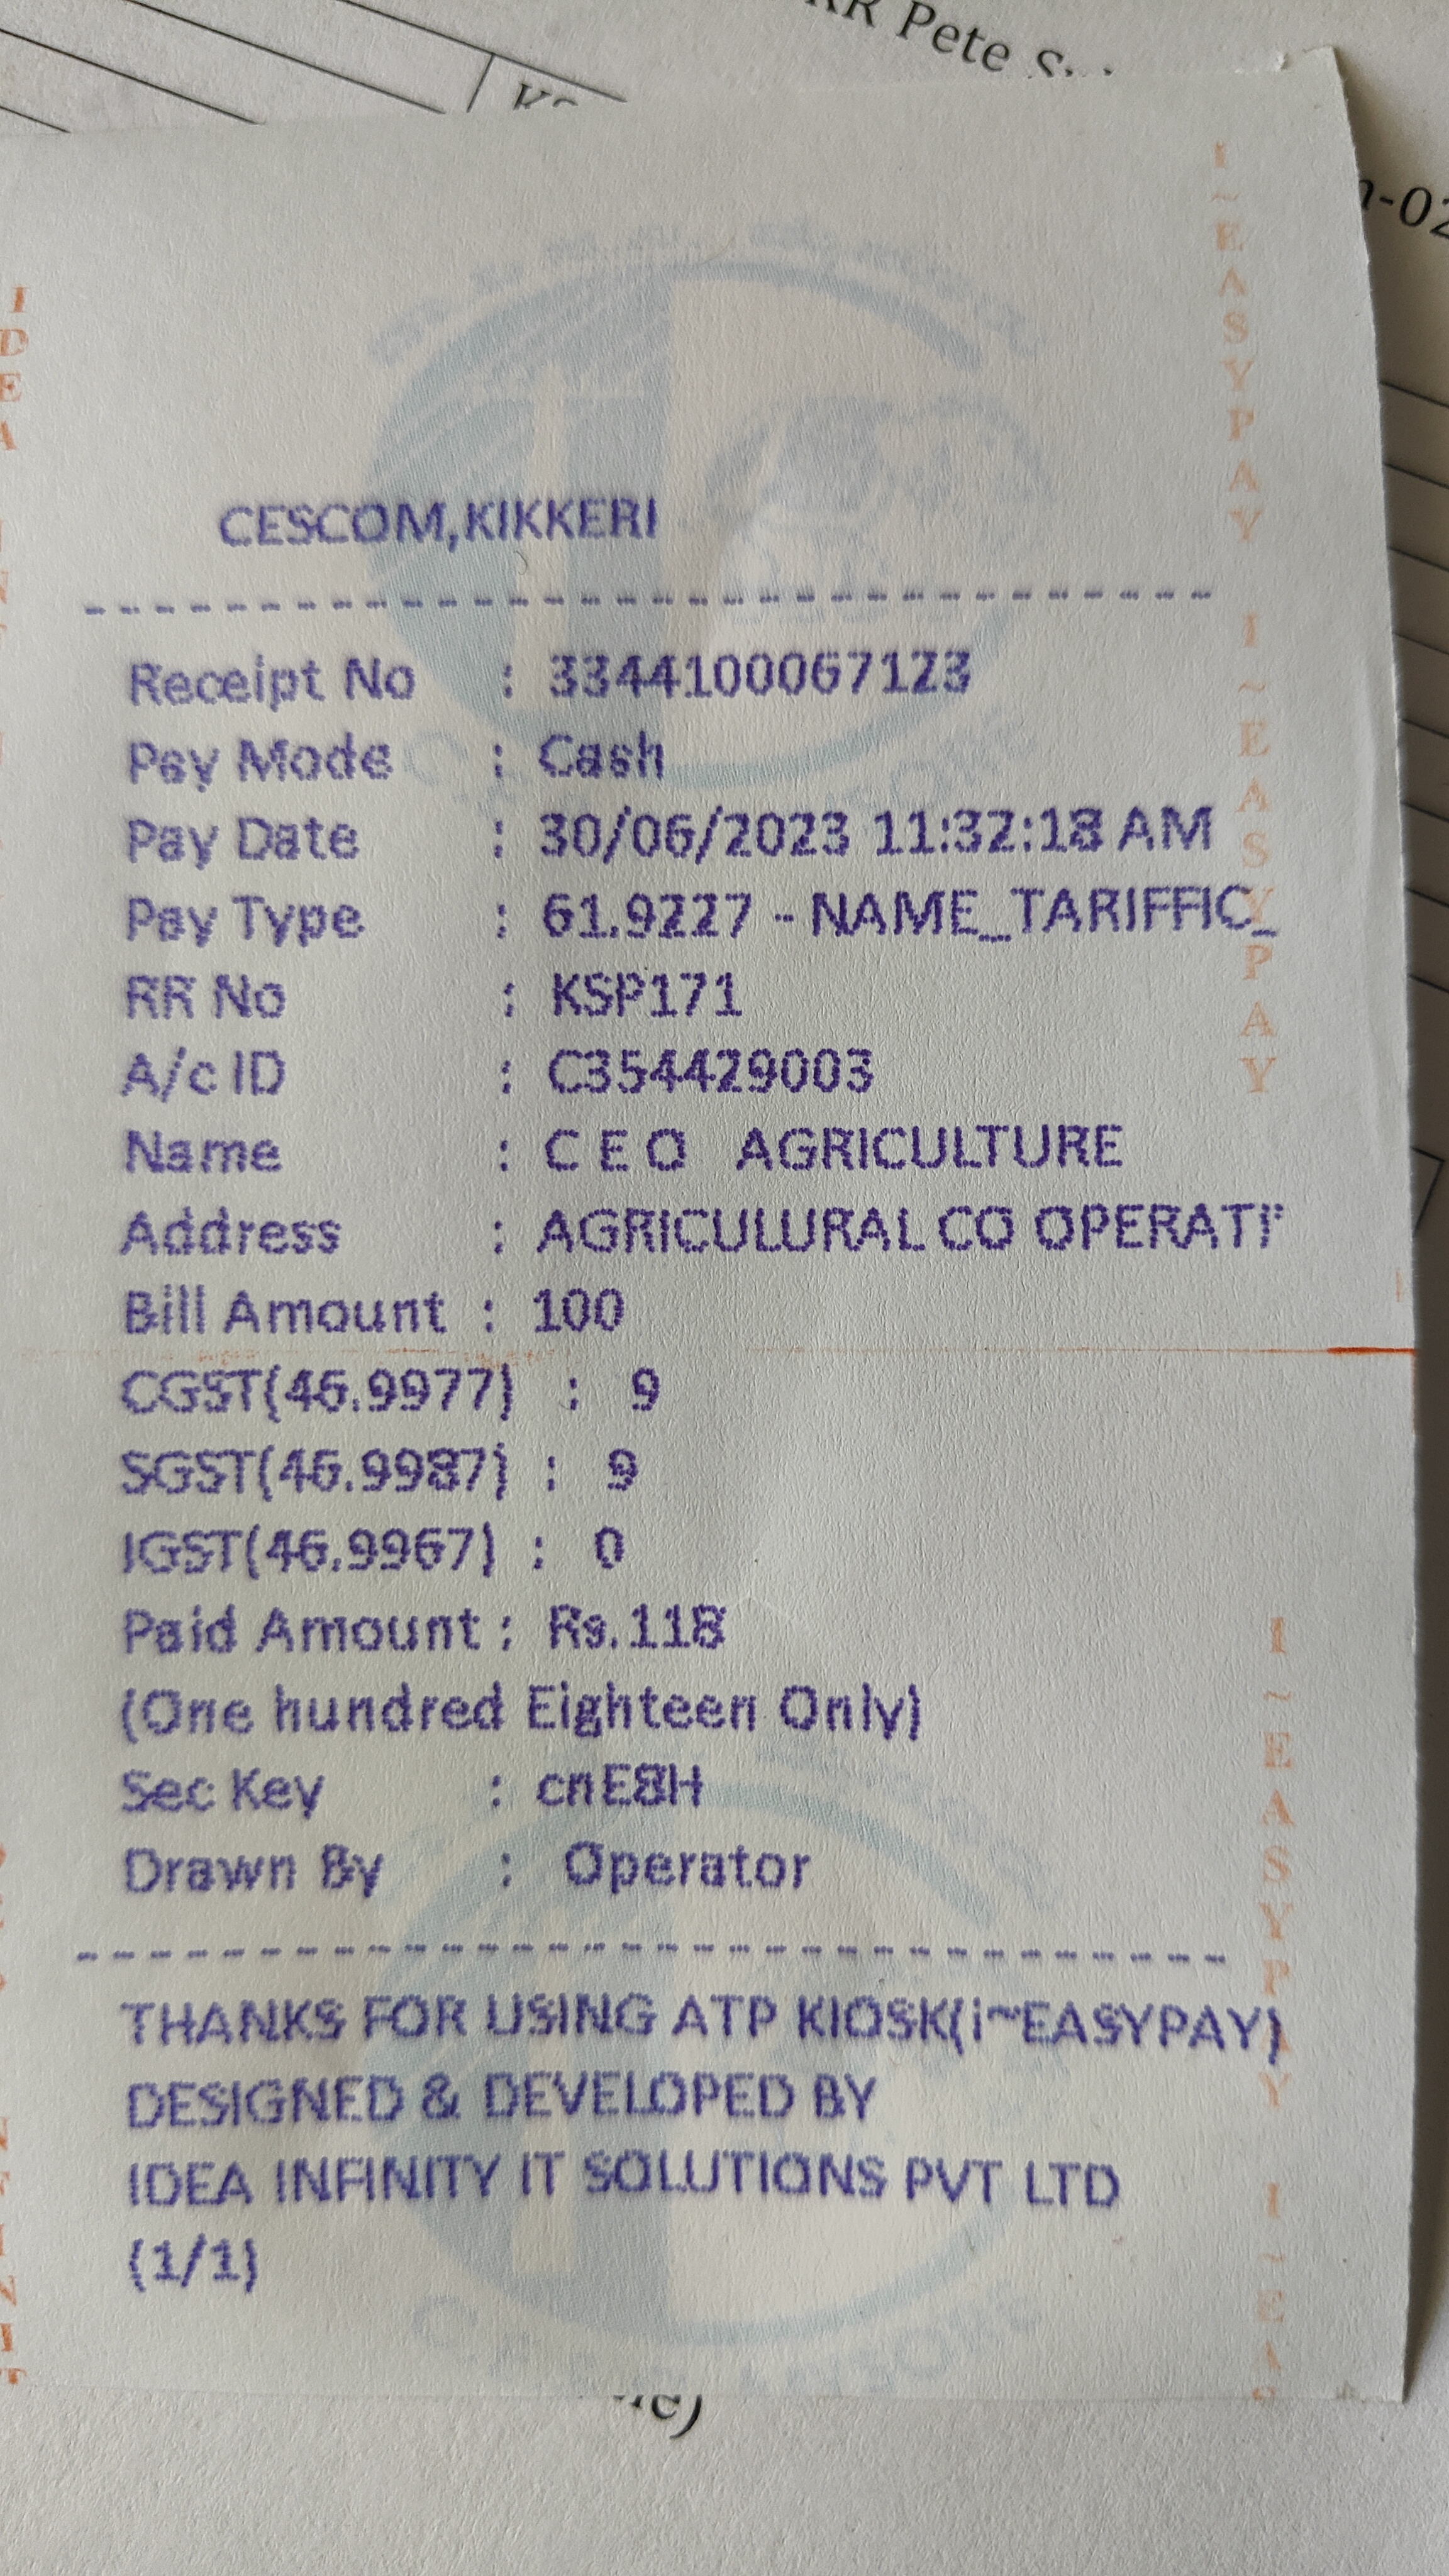 RR Pete
CESCOM,KIKKERI
Receipt No : 3344100067123
Pay Mode : Cash
Pay Date : 30/06/2023 11:32:18 AM
Pay Type : 61.9227 - NAME_TARIFFIC_
RR No : KSP171
A/c ID : C354429003
Name : C E O AGRICULTURE
Address : AGRICULURAL CO OPERATI
Bill Amount : 100
CGST(46.9977) : 9
SGST(46.9987) : 9
IGST(46.9967) : 0
Paid Amount : Rs.118
(One hundred Eighteen Only)
Sec Key : cnE8H
Drawn By : Operator
THANKS FOR USING ATP KIOSK(i~EASYPAY)
DESIGNED & DEVELOPED BY
IDEA INFINITY IT SOLUTIONS PVT LTD
(1/1)
I~EASYPAY I~EASYPAY
I~EASYPAY
IDEA